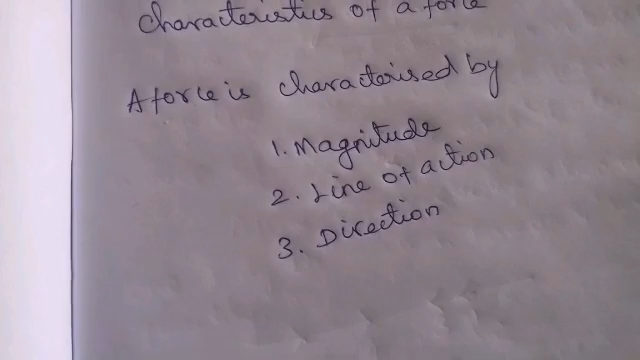 Characteristics of a force
A force is characterised by
1. Magnitude
2. Line of action
3. Direction